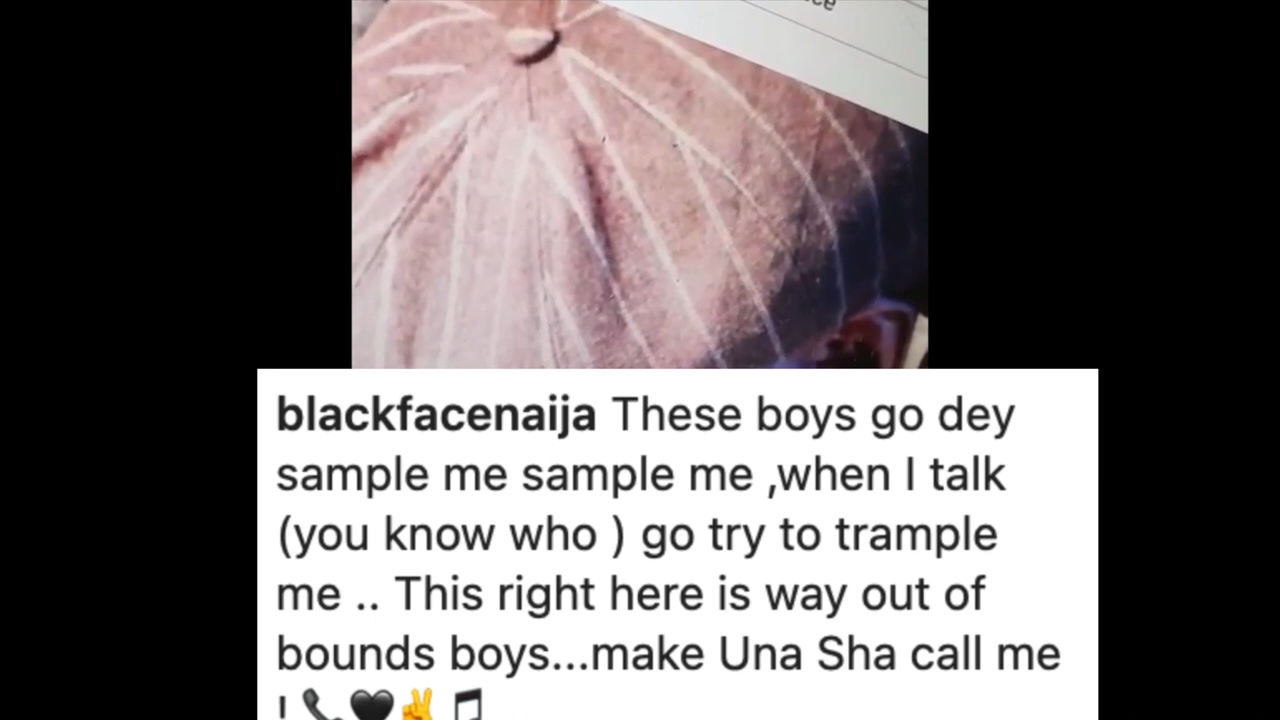 blackfacenaija These boys go dey
sample me sample me ,when I talk
(you know who ) go try to trample
me .. This right here is way out of
bounds boys...make Una Sha call me
! 📞🖤✌️🎵